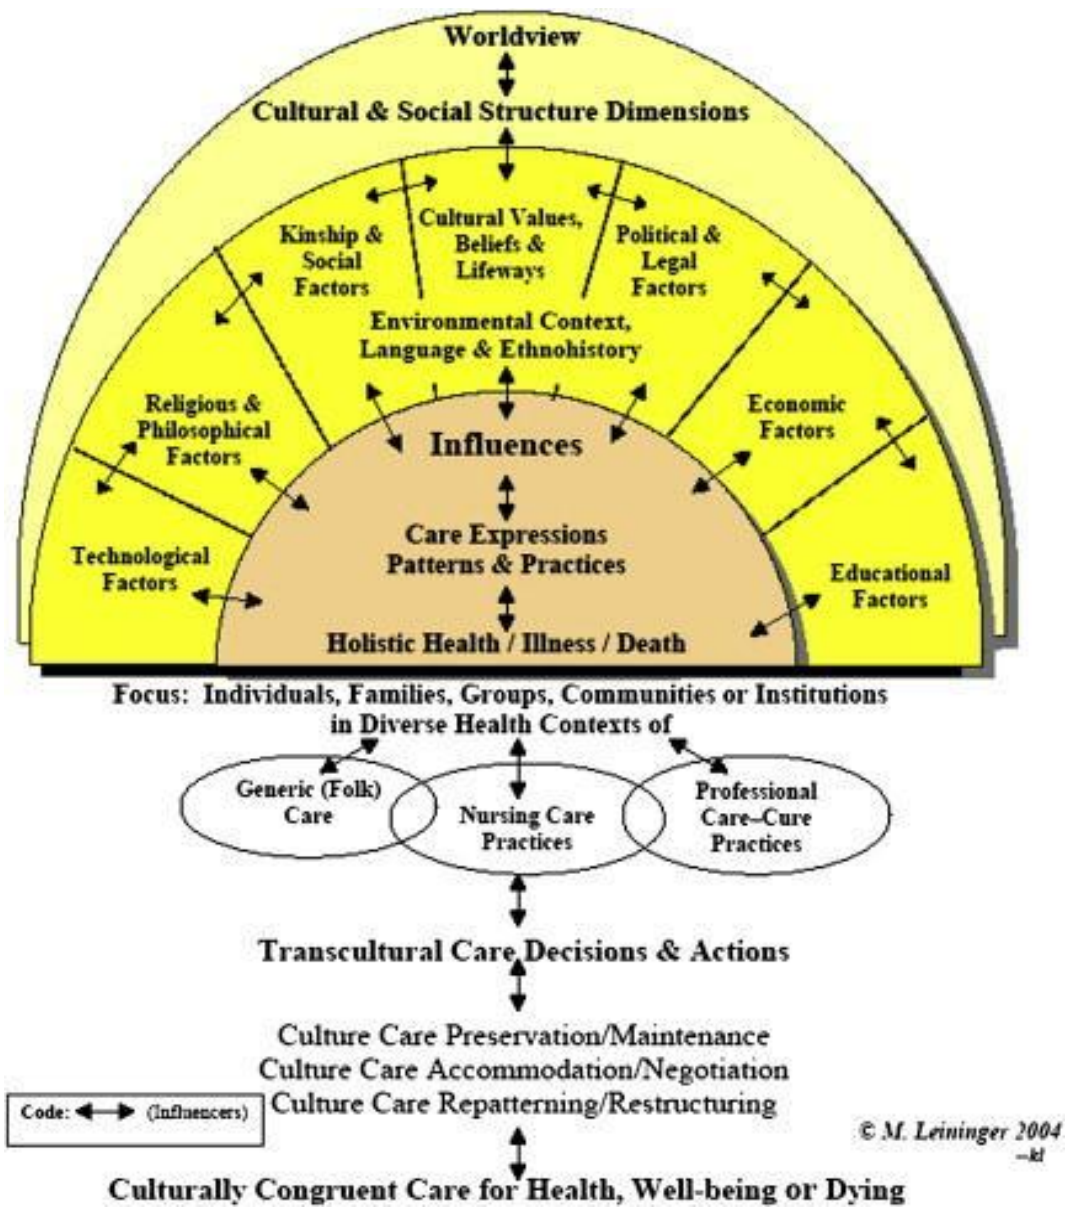 Worldview
Cultural & Social Structure Dimensions
Kinship &
Social
Factors
Cultural Values,
Beliefs &
Lifeways
Political &
Legal
Factors
Environmental Context,
Language & Ethnohistory
Religious &
Philosophical
Factors
Economic
Factors
Influences
Care Expressions
Patterns & Practices
Technological
Factors
Educational
Factors
Holistic Health / Illness / Death
Focus: Individuals, Families, Groups, Communities or Institutions
in Diverse Health Contexts of
Generic (Folk)
Care
Nursing Care
Practices
Professional
Care–Cure
Practices
Transcultural Care Decisions & Actions
Culture Care Preservation/Maintenance
Culture Care Accommodation/Negotiation
Culture Care Repatterning/Restructuring
Code: (Influencers)
© M. Leininger 2004
–kl
Culturally Congruent Care for Health, Well-being or Dying